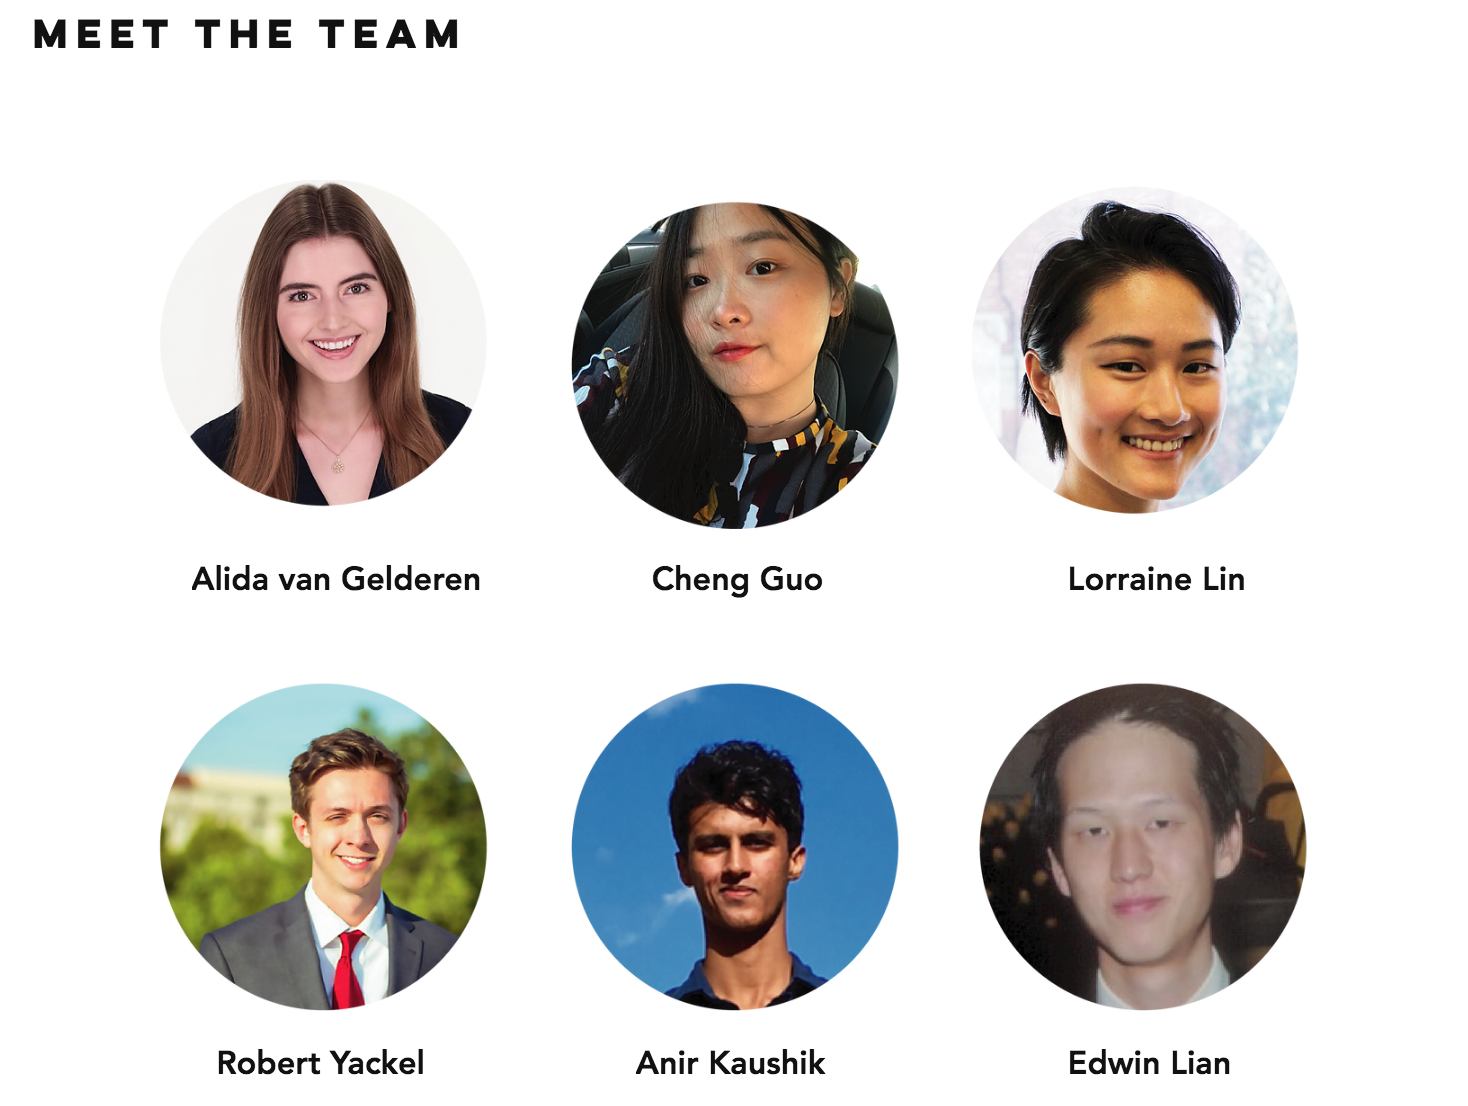 MEET THE TEAM
Alida van Gelderen
Cheng Guo
Lorraine Lin
Robert Yackel
Anir Kaushik
Edwin Lian